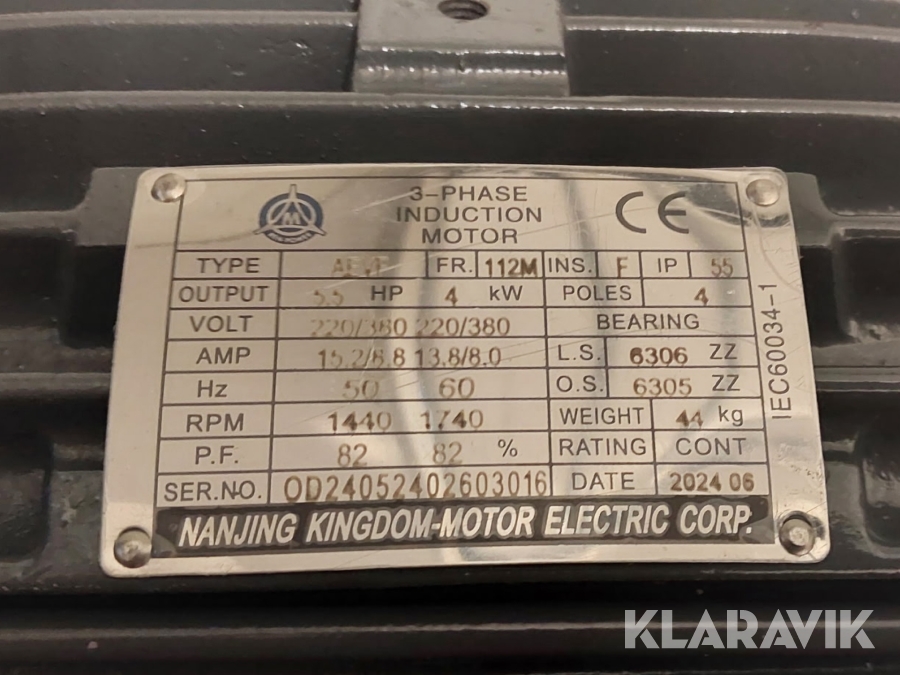 3-PHASE
INDUCTION
MOTOR
CE
TYPE FR. 112M INS. F IP 55
OUTPUT 5.5 HP 4 kW POLES 4
VOLT 220/380 220/380 BEARING
AMP 15.2/8.8 13.8/8.0 L.S. 6306 ZZ
Hz 50 60 O.S. 6305 ZZ
RPM 1440 1740 WEIGHT 44 kg
P.F. 82 82 % RATING CONT
SER.NO. OD24052402603016 DATE 2024 06
IEC60034-1
NANJING KINGDOM-MOTOR ELECTRIC CORP.
KLARAVIK